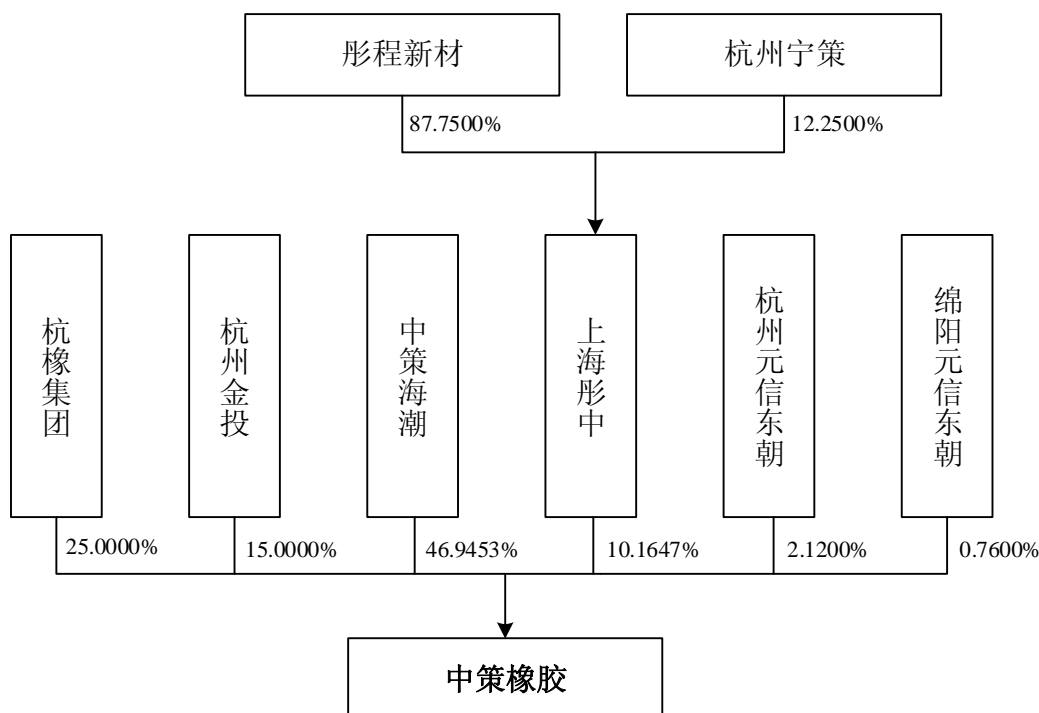 彤程新材
杭州宁策
87.7500%
12.2500%
杭橡集团
杭州金投
中策海潮
上海彤中
杭州元信东朝
绵阳元信东朝
25.0000%
15.0000%
46.9453%
10.1647%
2.1200%
0.7600%
中策橡胶